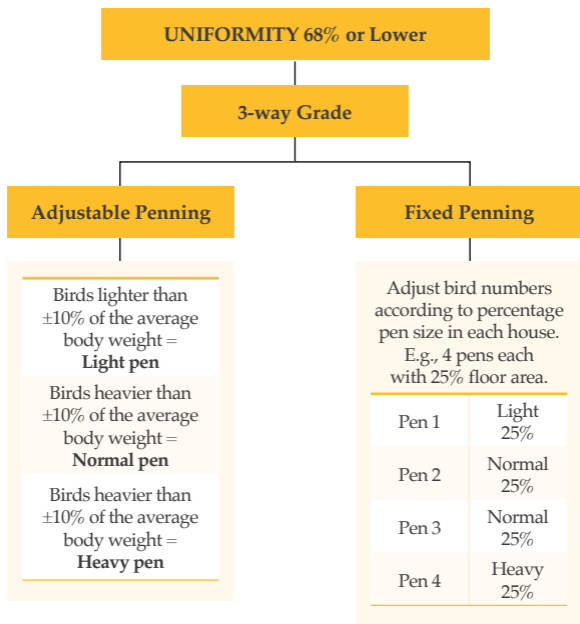 UNIFORMITY 68% or Lower
3-way Grade
Adjustable Penning
Birds lighter than
±10% of the average
body weight =
Light pen
Birds heavier than
±10% of the average
body weight =
Normal pen
Birds heavier than
±10% of the average
body weight =
Heavy pen
Fixed Penning
Adjust bird numbers
according to percentage
pen size in each house.
E.g., 4 pens each
with 25% floor area.
Pen 1
Light
25%
Pen 2
Normal
25%
Pen 3
Normal
25%
Pen 4
Heavy
25%